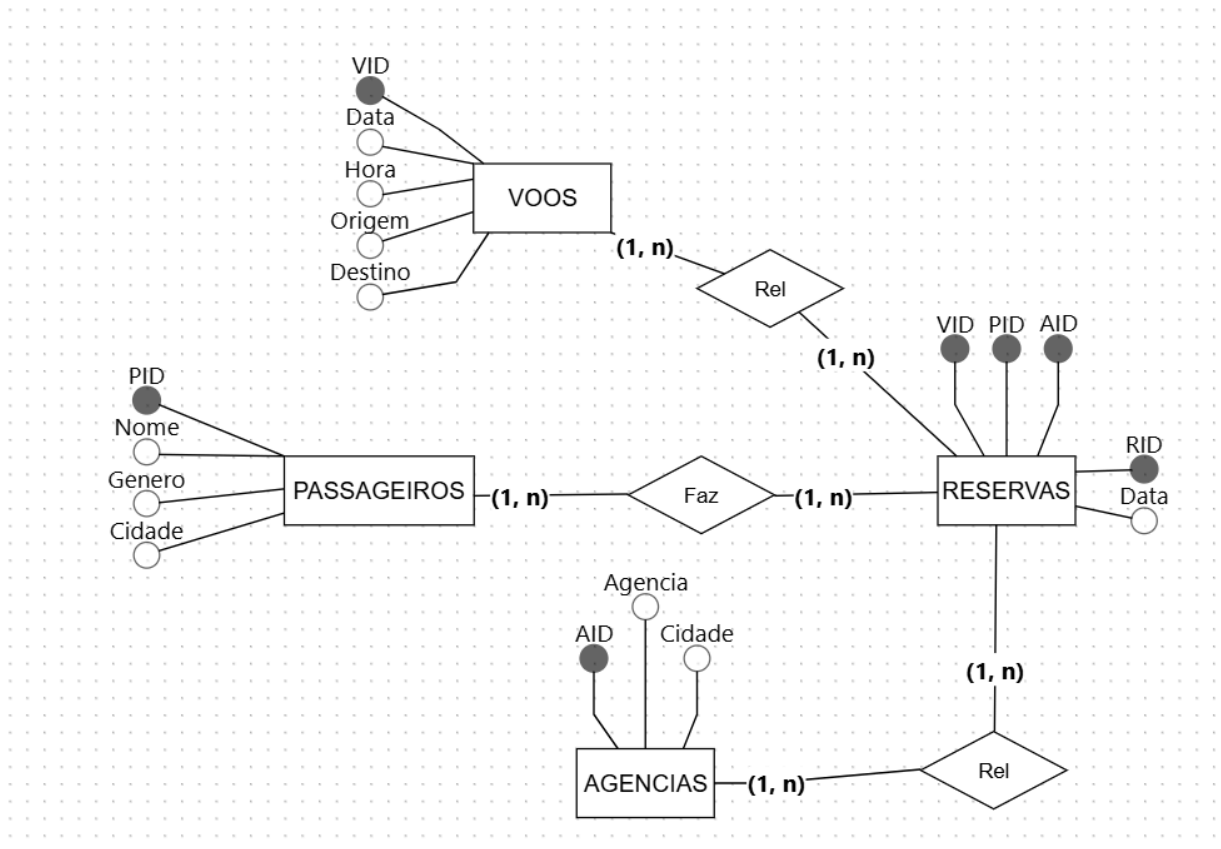 VID
Data
Hora
Origem
Destino
VOOS
(1, n)
Rel
(1, n)
VID PID AID
PID
Nome
Genero
Cidade
PASSAGEIROS
(1, n)
Faz
(1, n)
RESERVAS
RID
Data
Agencia
AID
Cidade
AGENCIAS
(1, n)
(1, n)
Rel